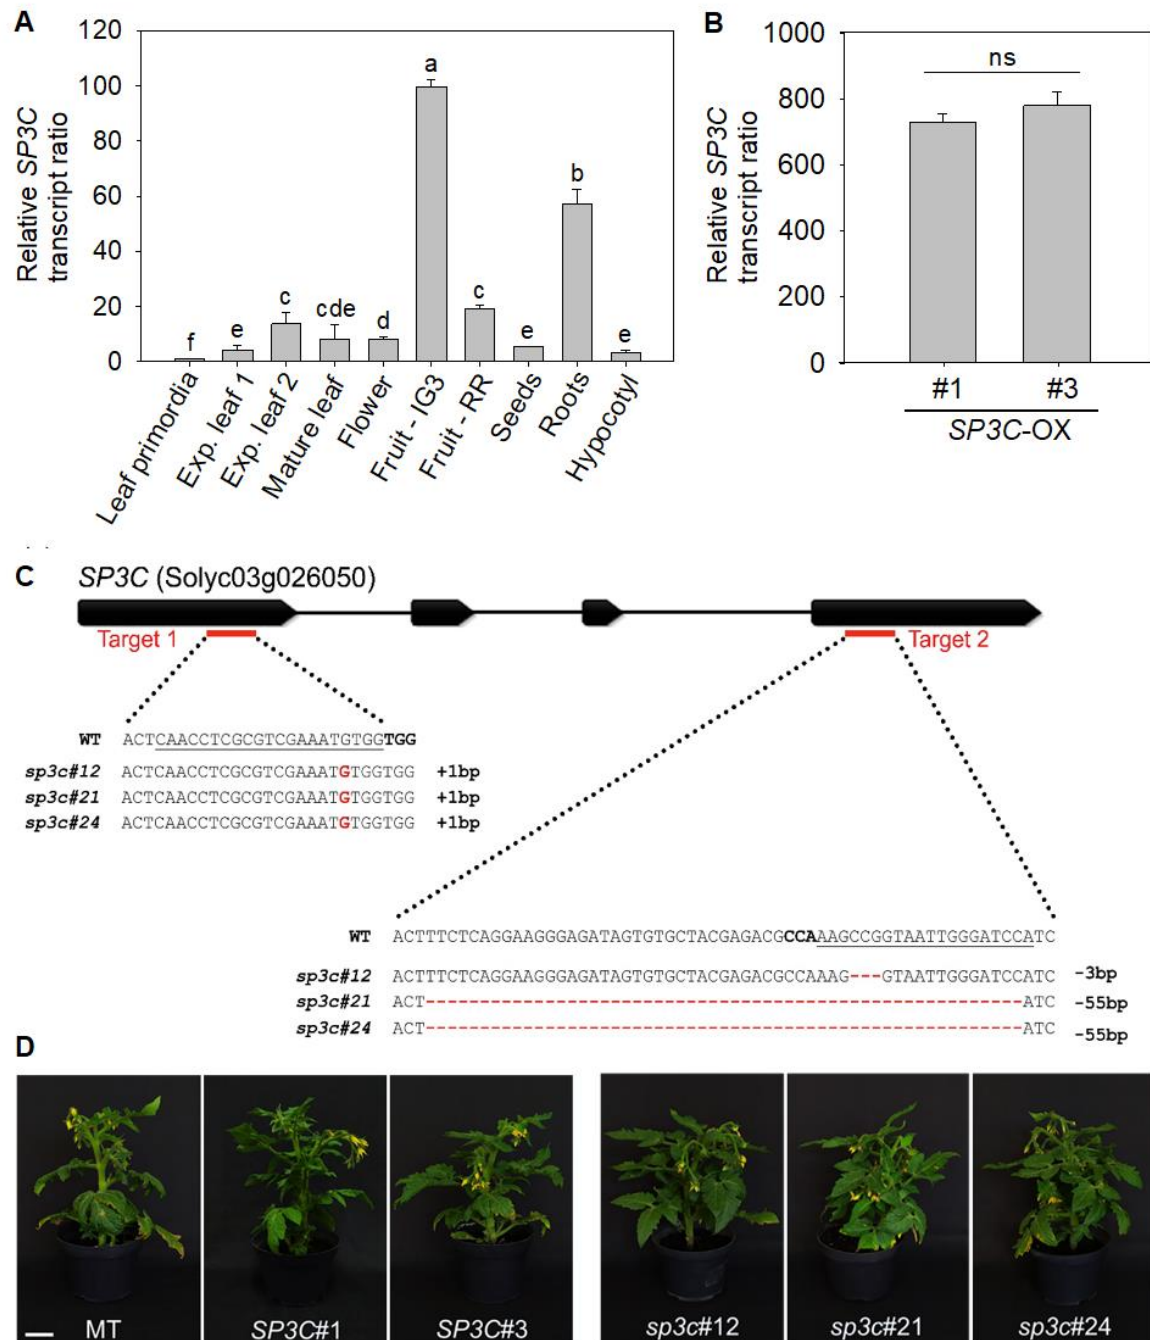 A
120
100
80
60
40
20
0
Relative SP3C
transcript ratio
f
e
c
cde
d
a
c
e
b
e
Leaf primordia
Exp. leaf 1
Exp. leaf 2
Mature leaf
Flower
Fruit - IG3
Fruit - RR
Seeds
Roots
Hypocotyl
B
1000
800
600
400
200
0
Relative SP3C
transcript ratio
ns
#1 #3
SP3C-OX
C
SP3C (Solyc03g026050)
Target 1
Target 2
WT ACTCAACCTCGCGTCGAAATGTGGTGG
sp3c#12 ACTCAACCTCGCGTCGAAATGTGGTGG +1bp
sp3c#21 ACTCAACCTCGCGTCGAAATGTGGTGG +1bp
sp3c#24 ACTCAACCTCGCGTCGAAATGTGGTGG +1bp
WT ACTTTCTCAGGAAGGGAGATAGTGTGCTACGAGACGCCAAAGCCGGTAATTGGGATCCATC
sp3c#12 ACTTTCTCAGGAAGGGAGATAGTGTGCTACGAGACGCCAAAG---GTAATTGGGATCCATC -3bp
sp3c#21 ACT-------------------------------------------------------ATC -55bp
sp3c#24 ACT-------------------------------------------------------ATC -55bp
D
MT
SP3C#1
SP3C#3
sp3c#12
sp3c#21
sp3c#24